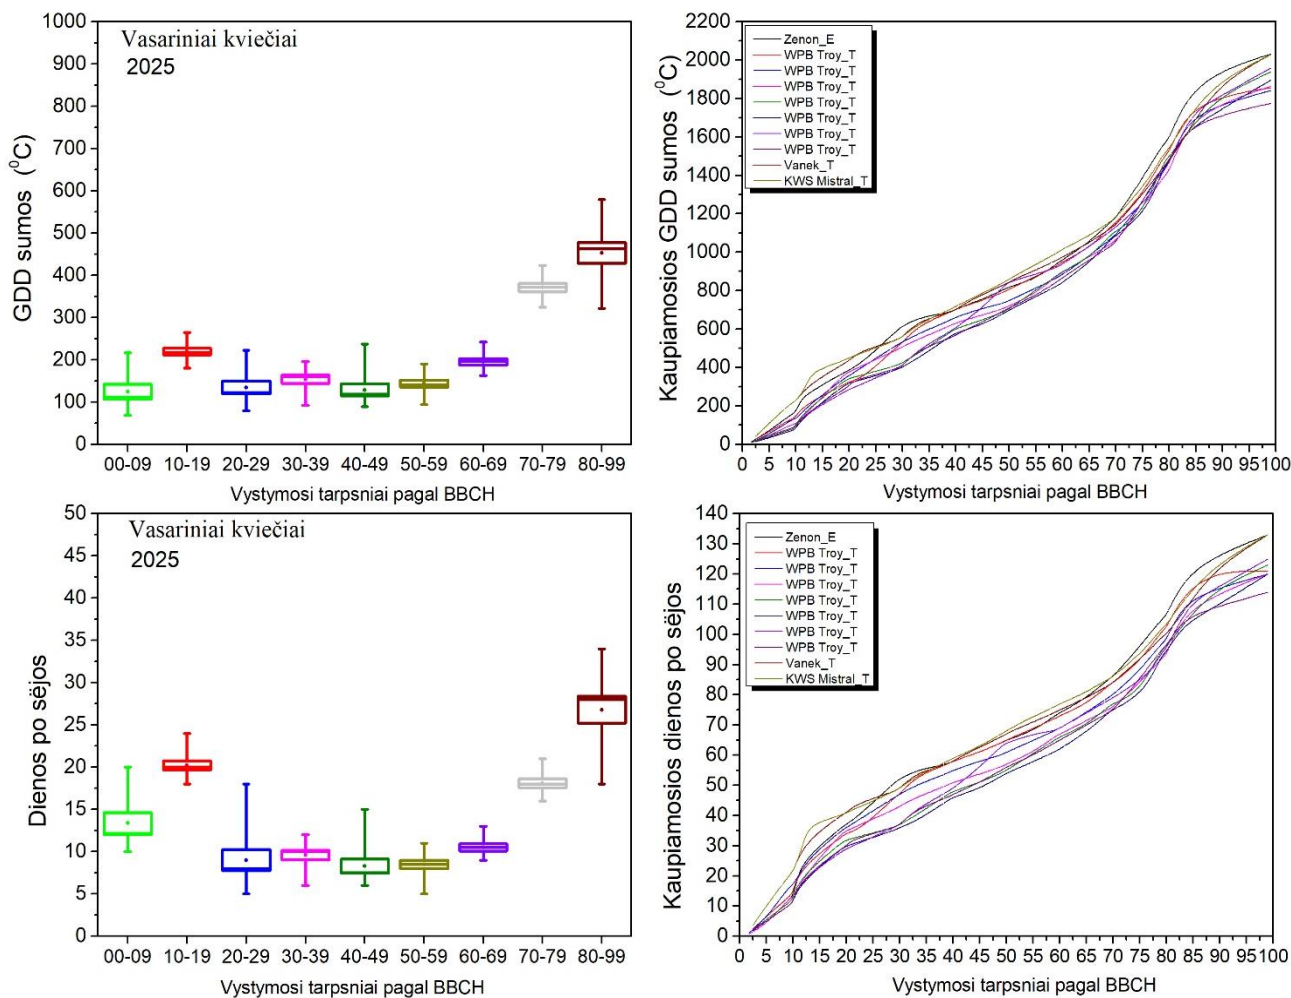 Vasariniai kviečiai
2025
GDD sumos (⁰C)
1000
900
800
700
600
500
400
300
200
100
0
00-09 10-19 20-29 30-39 40-49 50-59 60-69 70-79 80-99
Vystymosi tarpsniai pagal BBCH
Kaupiamosios GDD sumos (⁰C)
2200
2000
1800
1600
1400
1200
1000
800
600
400
200
0
Zenon_E
WPB Troy_T
WPB Troy_T
WPB Troy_T
WPB Troy_T
WPB Troy_T
WPB Troy_T
WPB Troy_T
Vanek_T
KWS Mistral_T
0 5 10 15 20 25 30 35 40 45 50 55 60 65 70 75 80 85 90 95 100
Vystymosi tarpsniai pagal BBCH
Vasariniai kviečiai
2025
Dienos po sëjos
50
45
40
35
30
25
20
15
10
5
0
00-09 10-19 20-29 30-39 40-49 50-59 60-69 70-79 80-99
Vystymosi tarpsniai pagal BBCH
Kaupiamosios dienos po sëjos
140
130
120
110
100
90
80
70
60
50
40
30
20
10
0
Zenon_E
WPB Troy_T
WPB Troy_T
WPB Troy_T
WPB Troy_T
WPB Troy_T
WPB Troy_T
WPB Troy_T
Vanek_T
KWS Mistral_T
0 5 10 15 20 25 30 35 40 45 50 55 60 65 70 75 80 85 90 95 100
Vystymosi tarpsniai pagal BBCH